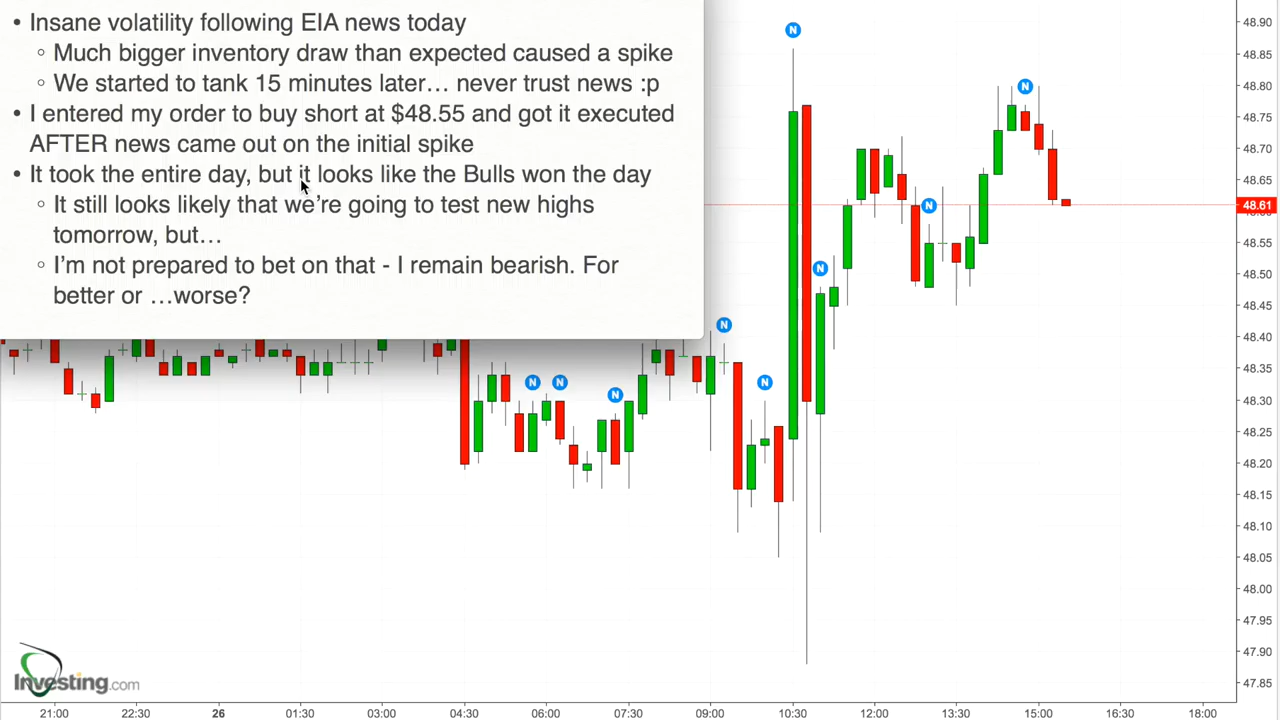 • Insane volatility following EIA news today
◦ Much bigger inventory draw than expected caused a spike
◦ We started to tank 15 minutes later… never trust news :p
• I entered my order to buy short at $48.55 and got it executed
AFTER news came out on the initial spike
• It took the entire day, but it looks like the Bulls won the day
◦ It still looks likely that we’re going to test new highs
tomorrow, but…
◦ I’m not prepared to bet on that - I remain bearish. For
better or …worse?
N
N
N
N
N
N
N
N
N
48.90
48.85
48.80
48.75
48.70
48.65
48.61
48.55
48.50
48.45
48.40
48.35
48.30
48.25
48.20
48.15
48.10
48.05
48.00
47.95
47.90
47.85
Investing.com
21:00 22:30 26 01:30 03:00 04:30 06:00 07:30 09:00 10:30 12:00 13:30 15:00 16:30 18:00